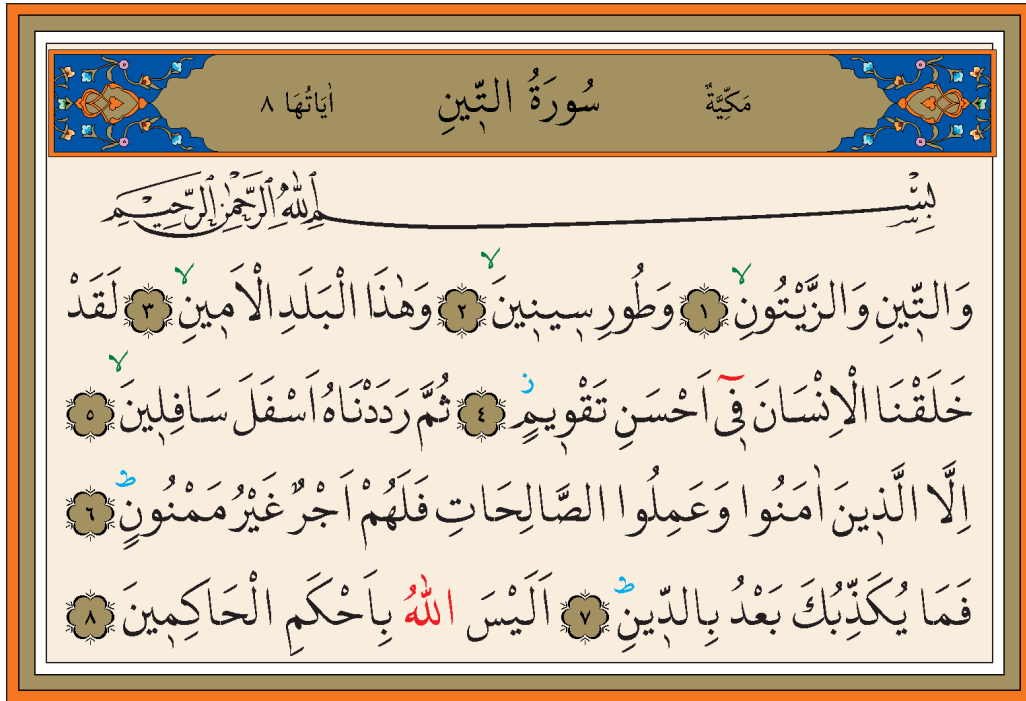 مَكِّيَّةٌ سُورَةُ التّ۪ينِ اٰيَاتُهَا ٨
بِسْمِ اللّٰهِ الرَّحْمٰنِ الرَّح۪يمِ
وَالتّ۪ينِ وَالزَّيْتُونِۙ ١ وَطُورِ س۪ين۪ينَۙ ٢ وَهٰذَا الْبَلَدِ الْاَم۪ينِۙ ٣ لَقَدْ
خَلَقْنَا الْاِنْسَانَ ف۪ٓي اَحْسَنِ تَقْو۪يمٍۘ ٤ ثُمَّ رَدَدْنَاهُ اَسْفَلَ سَافِل۪ينَۙ ٥
اِلَّا الَّذ۪ينَ اٰمَنُوا وَعَمِلُوا الصَّالِحَاتِ فَلَهُمْ اَجْرٌ غَيْرُ مَمْنُونٍۜ ٦
فَمَا يُكَذِّبُكَ بَعْدُ بِالدّ۪ينِۜ ٧ اَلَيْسَ اللّٰهُ بِاَحْكَمِ الْحَاكِم۪ينَ ٨